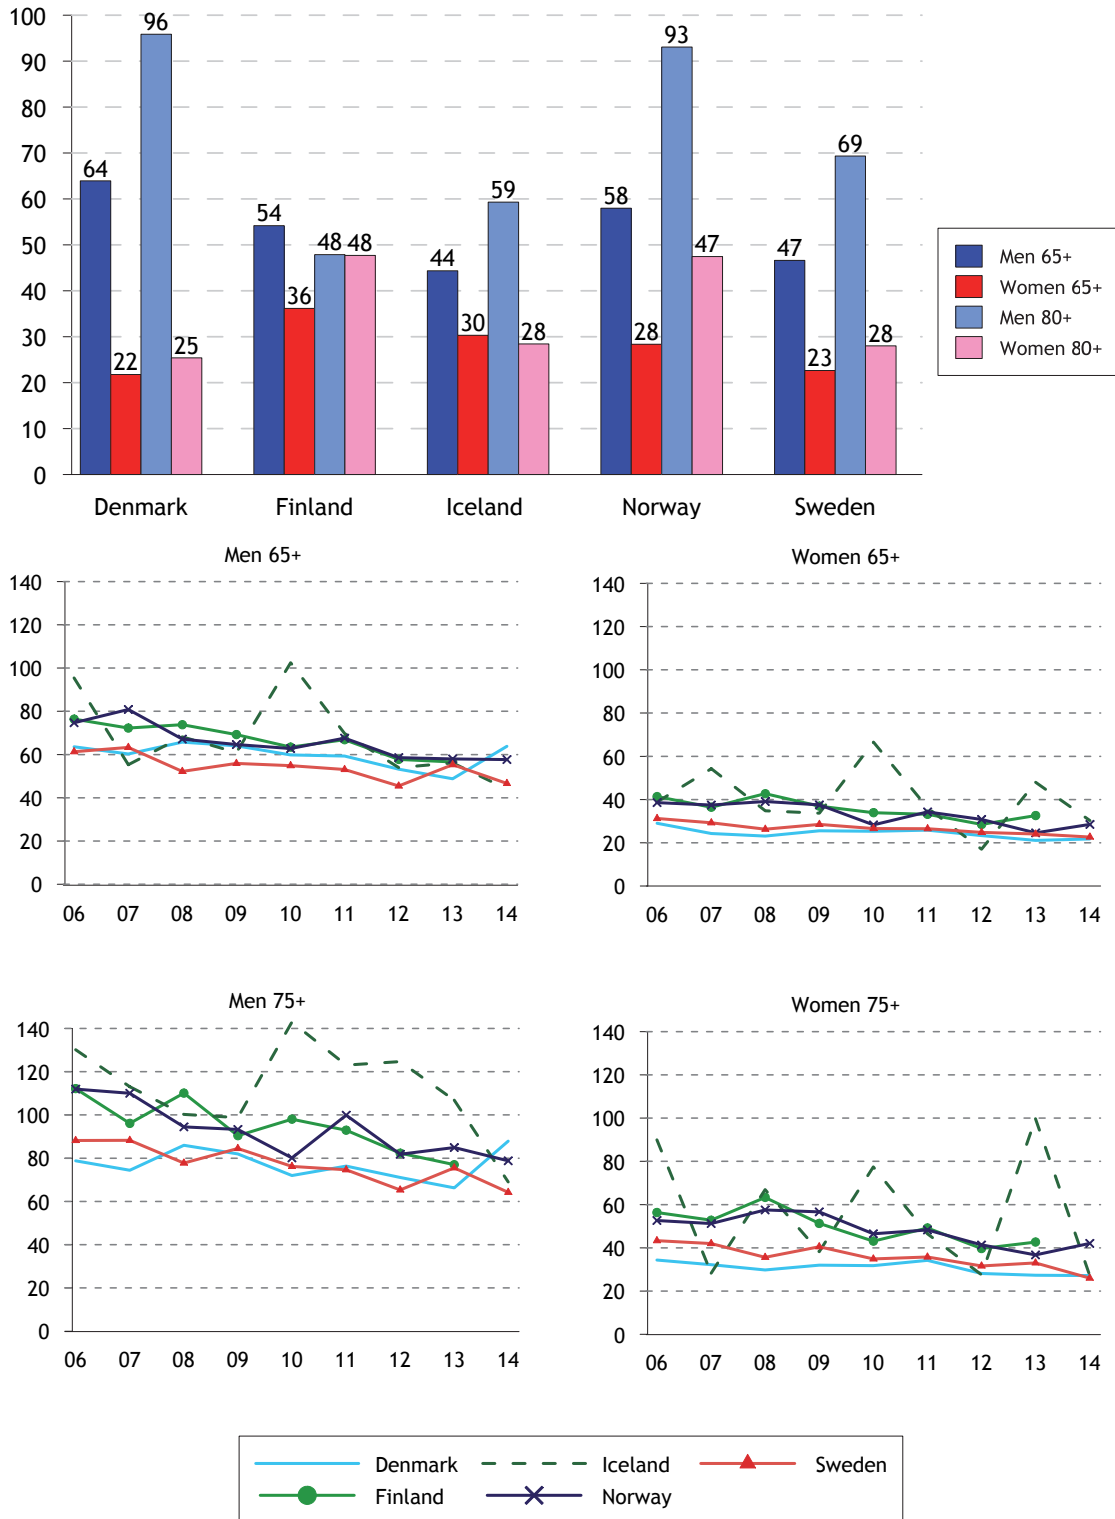 100
90
80
70
60
50
40
30
20
10
0
64 22 96 25
54 36 48 48
44 30 59 28
58 28 93 47
47 23 69 28
Denmark Finland Iceland Norway Sweden
Men 65+
Women 65+
Men 80+
Women 80+
Men 65+
140
120
100
80
60
40
20
0
06 07 08 09 10 11 12 13 14
Women 65+
140
120
100
80
60
40
20
0
06 07 08 09 10 11 12 13 14
Men 75+
140
120
100
80
60
40
20
0
06 07 08 09 10 11 12 13 14
Women 75+
140
120
100
80
60
40
20
0
06 07 08 09 10 11 12 13 14
Denmark Iceland Sweden
Finland Norway